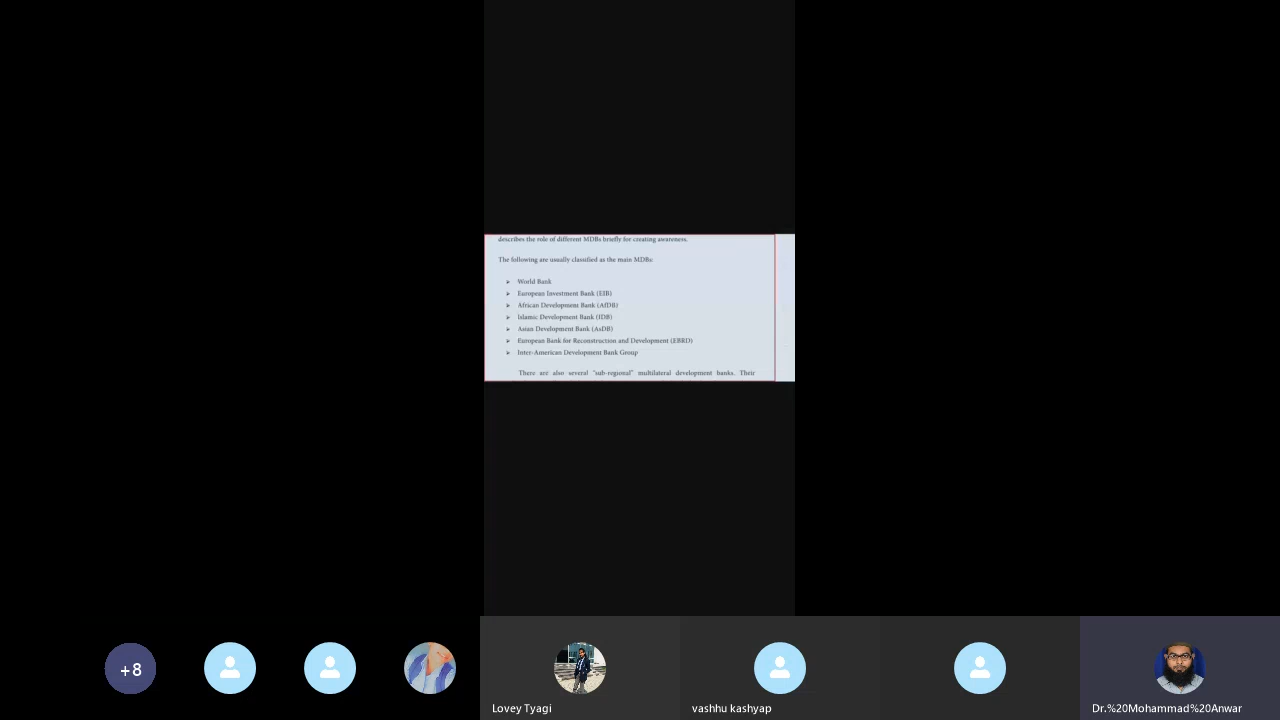 describes the role of different MDBs briefly for creating awareness.
The following are usually classified as the main MDBs:
➢ World Bank
➢ European Investment Bank (EIB)
➢ African Development Bank (AfDB)
➢ Islamic Development Bank (IDB)
➢ Asian Development Bank (AsDB)
➢ European Bank for Reconstruction and Development (EBRD)
➢ Inter-American Development Bank Group
There are also several "sub-regional" multilateral development banks. Their
+8
Lovey Tyagi
vashhu kashyap
Dr.%20Mohammad%20Anwar